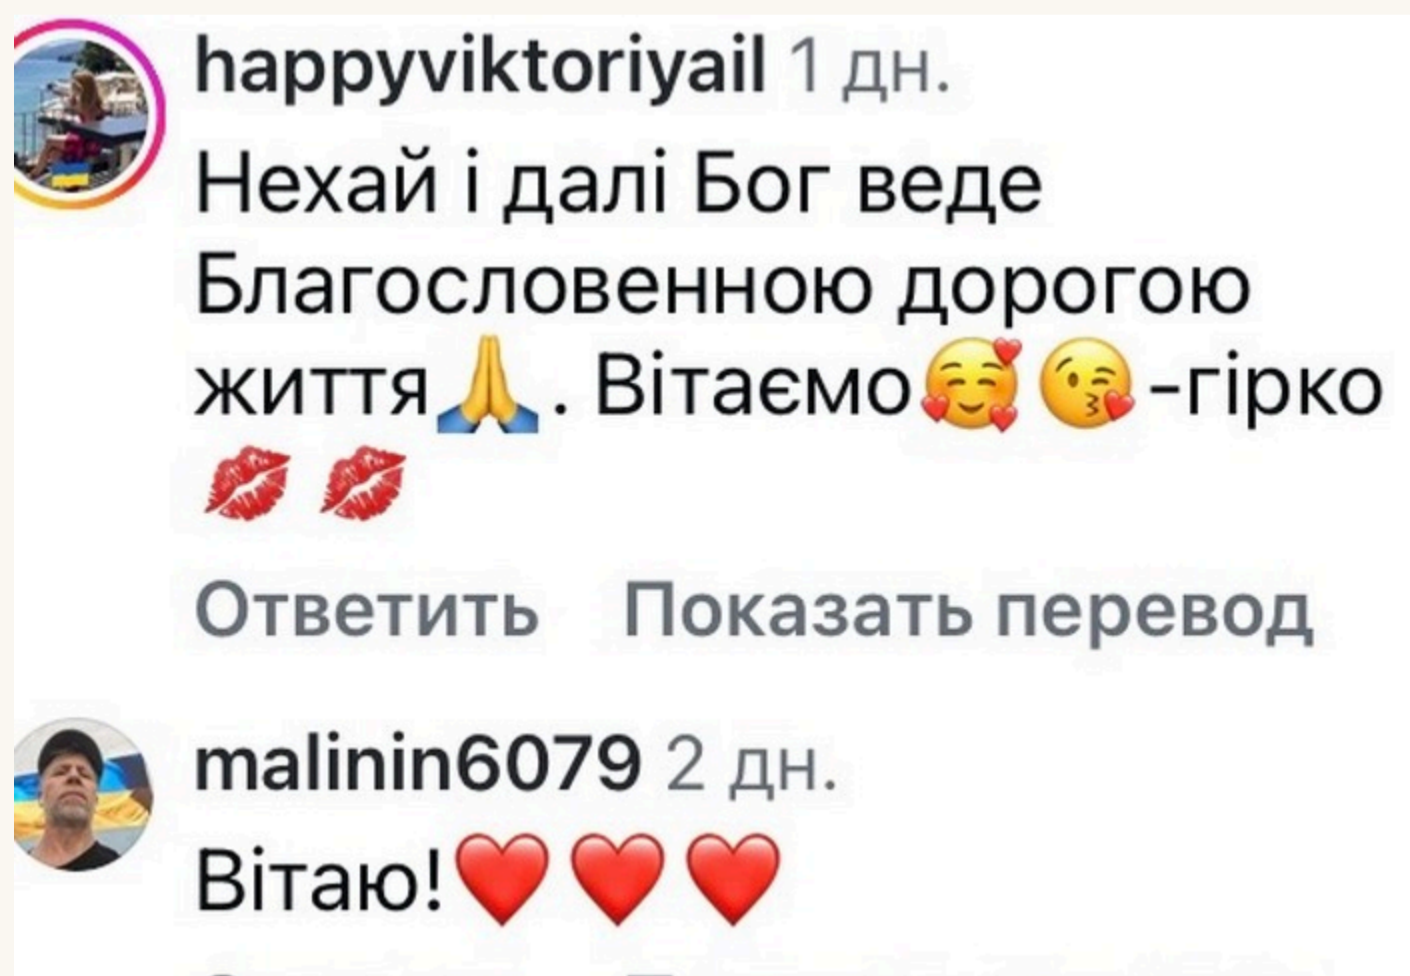 happyviktoriyail 1 дн.
Нехай і далі Бог веде
Благословенною дорогою
життя🙏. Вітаємо🥰😘-гірко
💋💋
Ответить Показать перевод
malinin6079 2 дн.
Вітаю!❤️❤️❤️